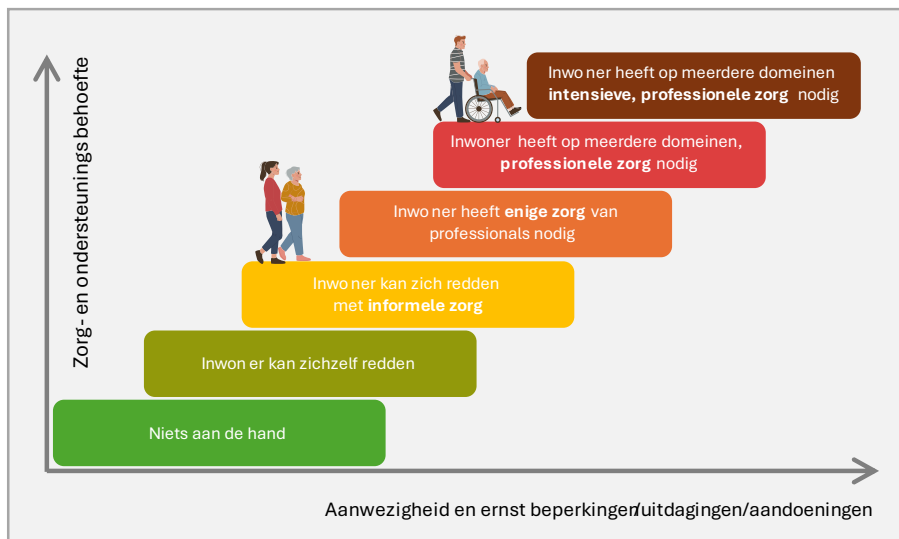 Zorg- en ondersteuningsbehoefte
Inwoner heeft op meerdere domeinen
intensieve, professionele zorg nodig
Inwoner heeft op meerdere domeinen,
professionele zorg nodig
Inwoner heeft enige zorg van
professionals nodig
Inwoner kan zich redden
met informele zorg
Inwoner kan zichzelf redden
Niets aan de hand
Aanwezigheid en ernst beperkingen/uitdagingen/aandoeningen